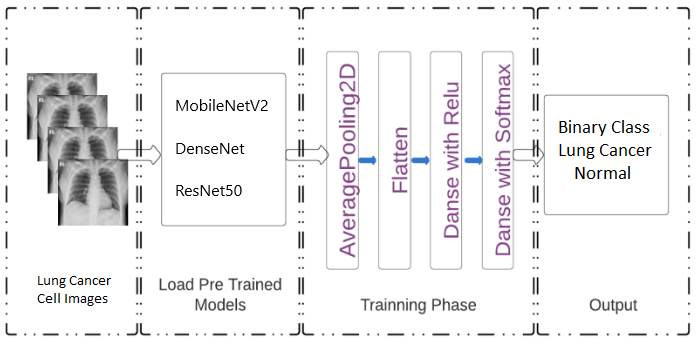 Lung Cancer
Cell Images
MobileNetV2
DenseNet
ResNet50
Load Pre Trained
Models
AveragePooling2D
Flatten
Danse with Relu
Danse with Softmax
Trainning Phase
Binary Class
Lung Cancer
Normal
Output